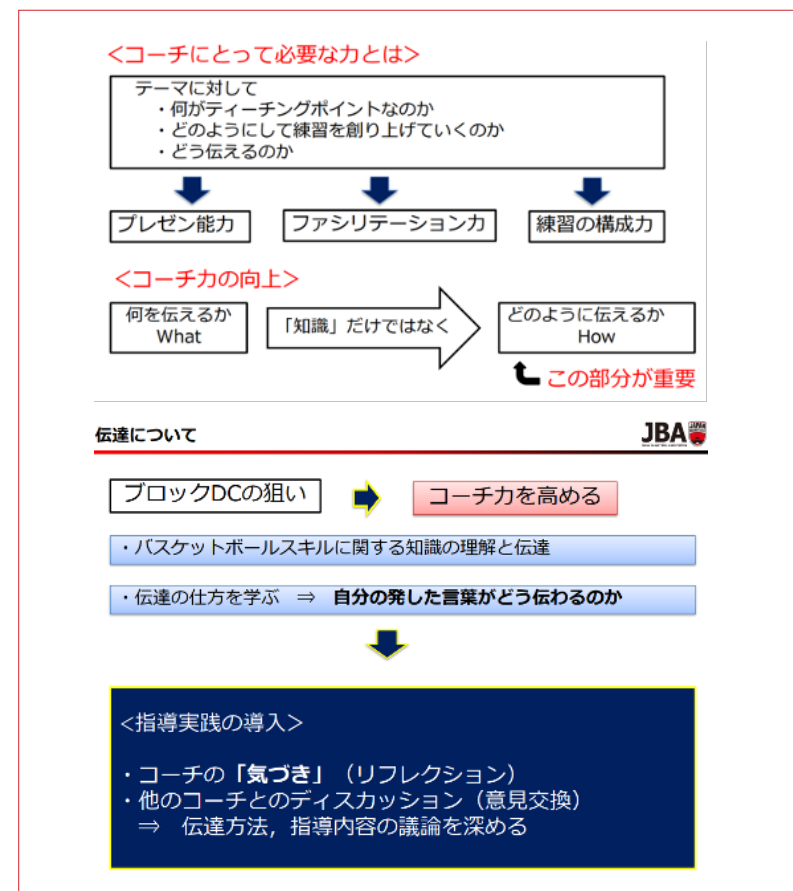 <コーチにとって必要な力とは>
テーマに対して
・何がティーチングポイントなのか
・どのようにして練習を創り上げていくのか
・どう伝えるのか
プレゼン能力
ファシリテーション力
練習の構成力
<コーチ力の向上>
何を伝えるか
What
「知識」だけではなく
どのように伝えるか
How
この部分が重要
伝達について
JBA
ブロックDCの狙い
コーチ力を高める
・バスケットボールスキルに関する知識の理解と伝達
・伝達の仕方を学ぶ ⇒ 自分の発した言葉がどう伝わるのか
<指導実践の導入>
・コーチの「気づき」(リフレクション)
・他のコーチとのディスカッション(意見交換)
⇒ 伝達方法，指導内容の議論を深める